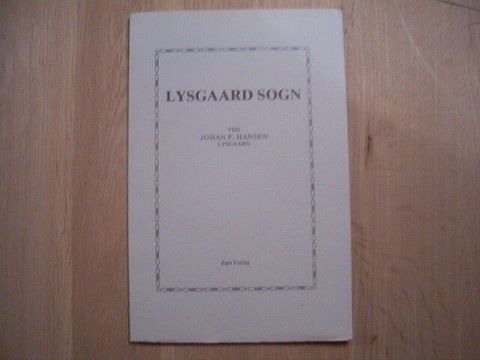 LYSGAARD SOGN
VED
JOHAN P. HANSEN
LYSGAARD
Eget Forlag